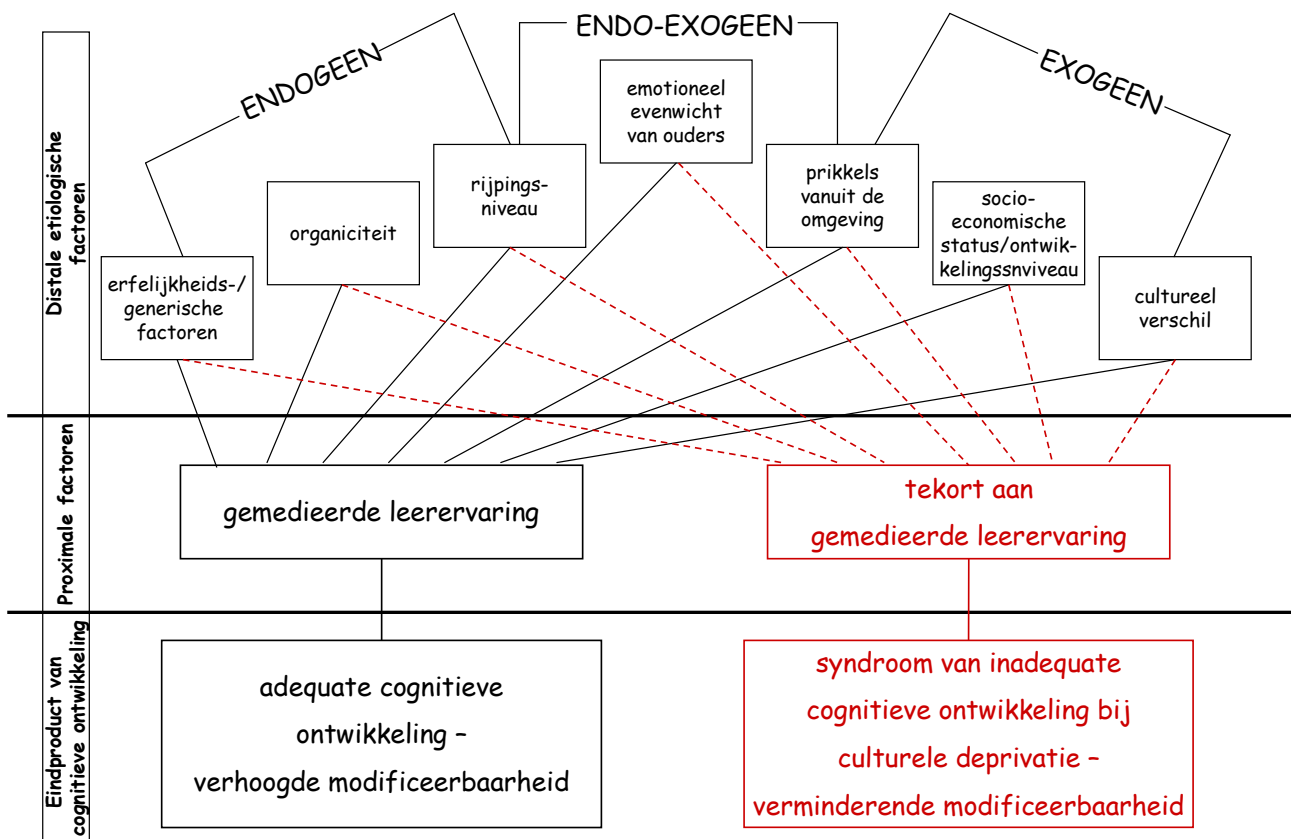 ENDO-EXOGEEN
ENDOGEEN
EXOGEEN
Distale etiologische
factoren
erfelijkheids-/
generische
factoren
organiciteit
rijpings-
niveau
emotioneel
evenwicht
van ouders
prikkels
vanuit de
omgeving
socio-
economische
status/ontwik-
kelingssnviveau
cultureel
verschil
Proximale factoren
gemedieerde leerervaring
tekort aan
gemedieerde leerervaring
Eindproduct van
cognitieve ontwikkeling
adequate cognitieve
ontwikkeling –
verhoogde modificeerbaarheid
syndroom van inadequate
cognitieve ontwikkeling bij
culturele deprivatie –
verminderende modificeerbaarheid